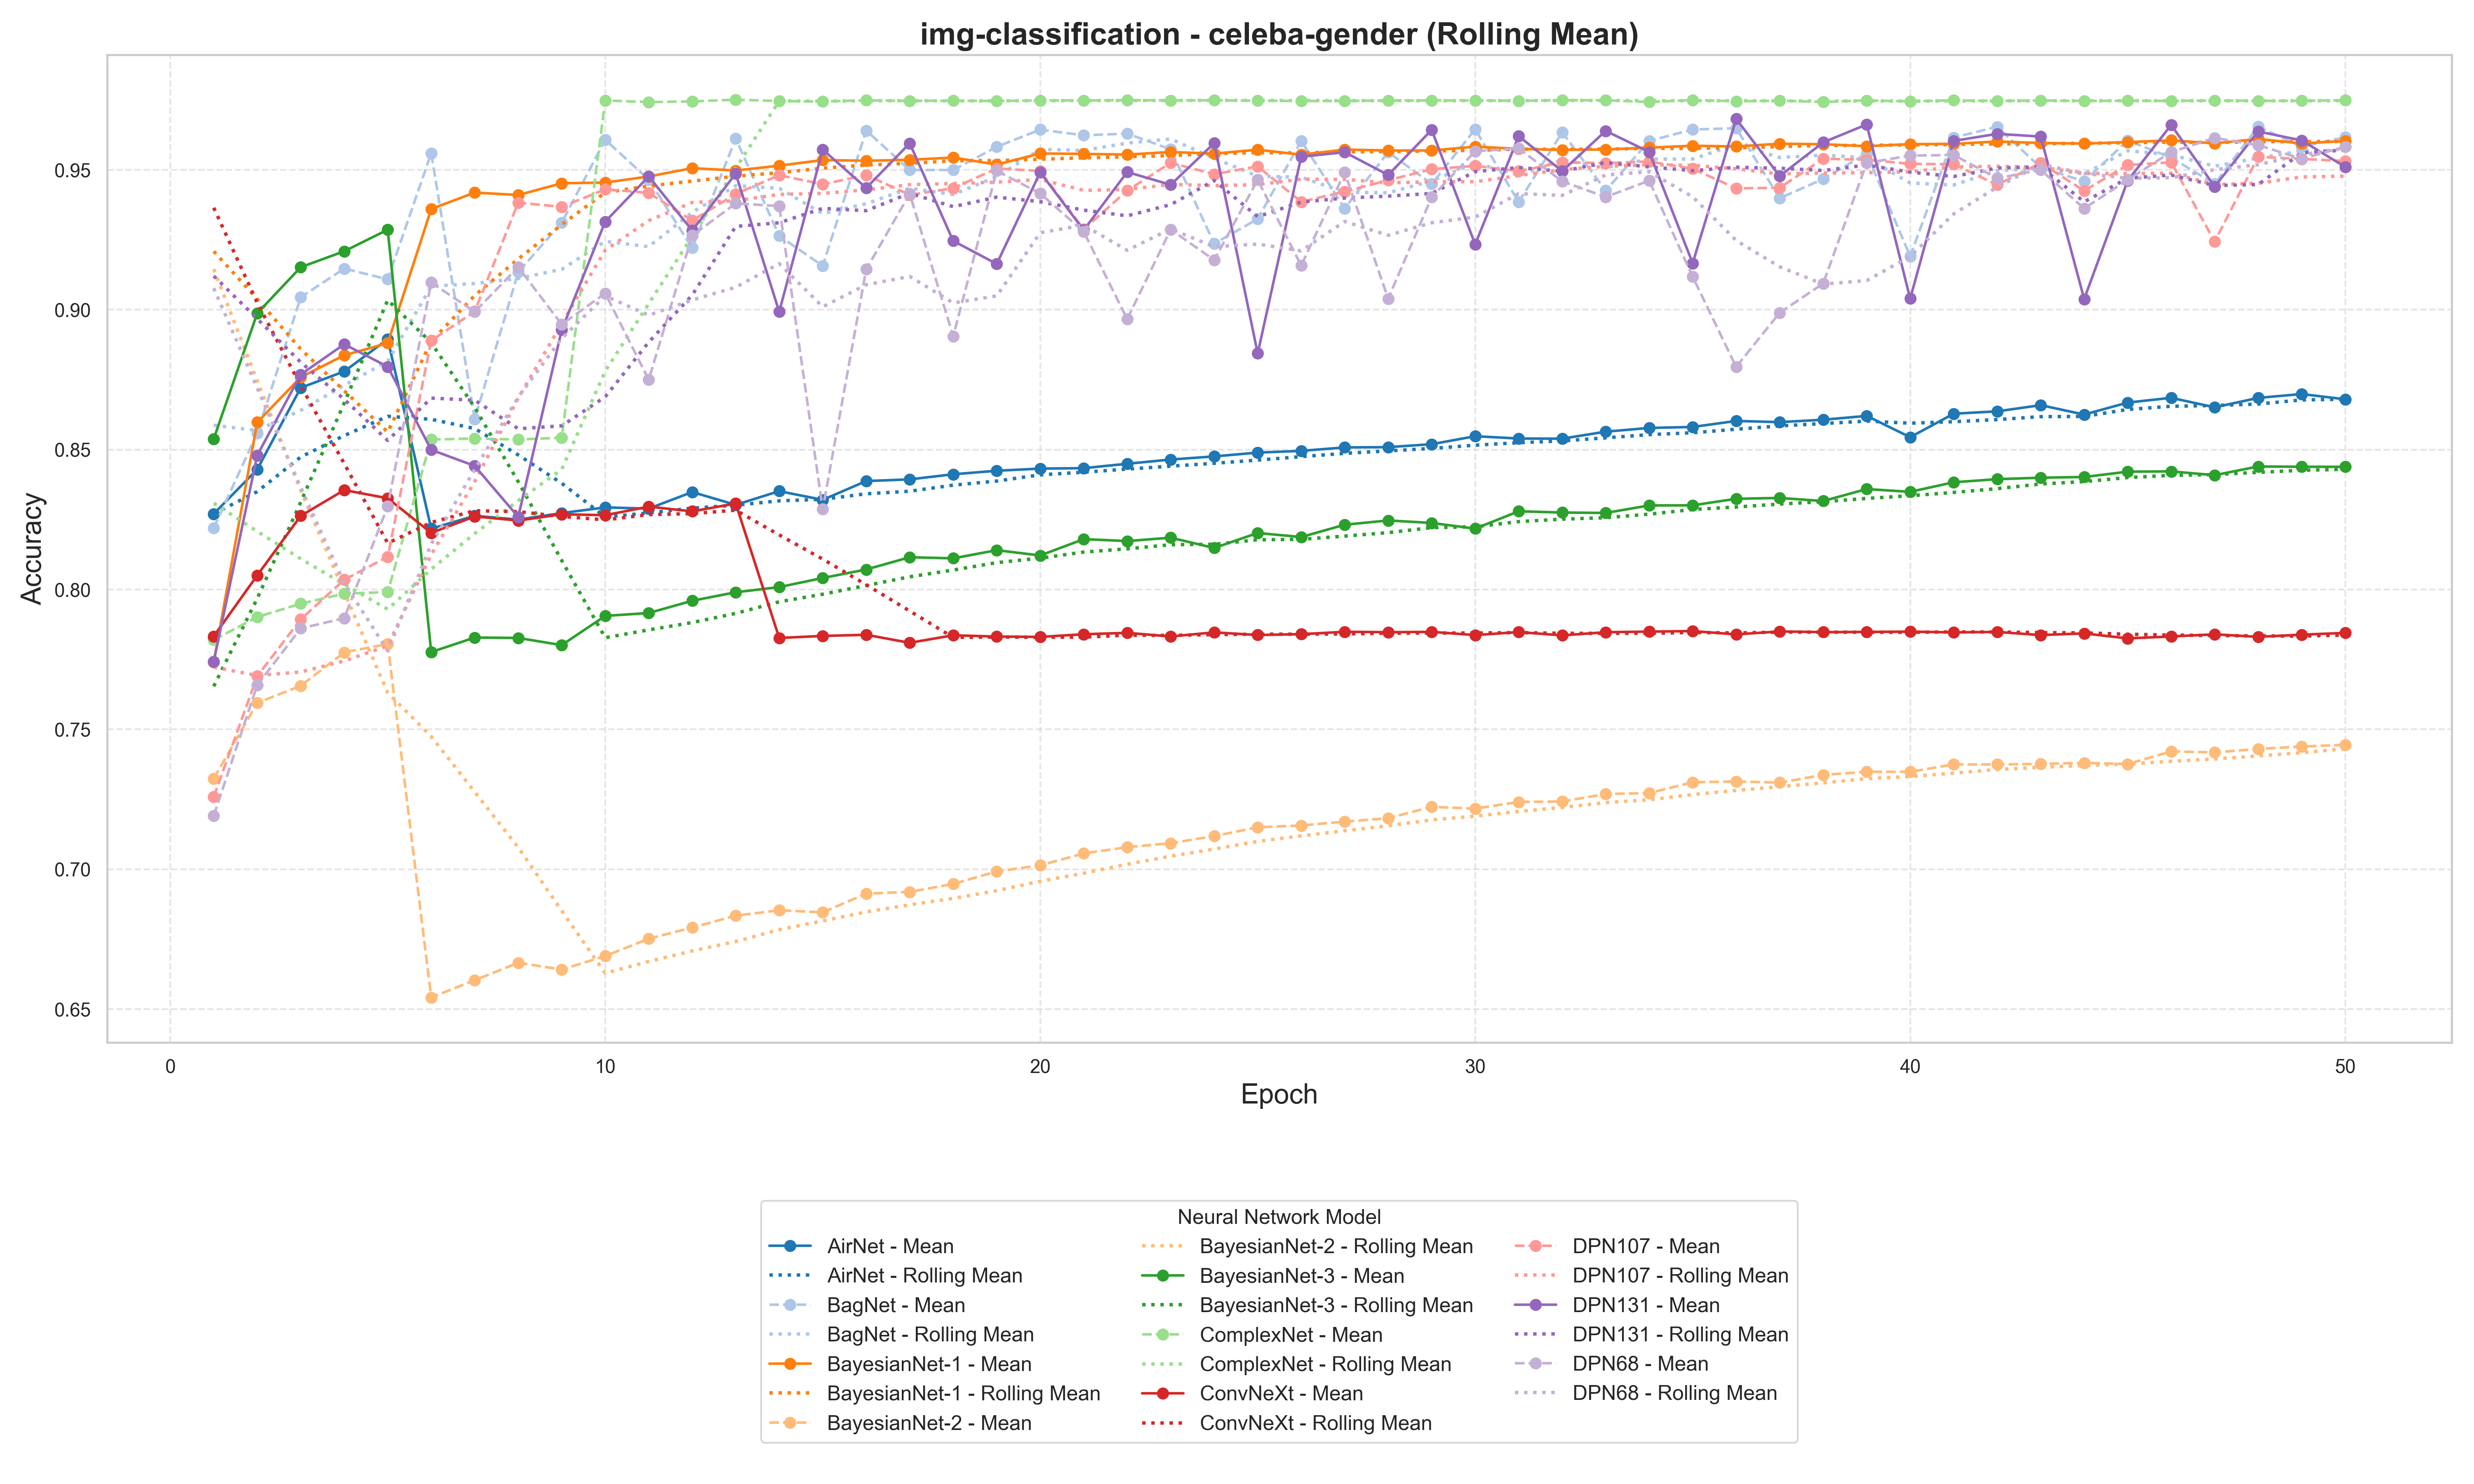 img-classification - celeba-gender (Rolling Mean)
Accuracy
0.95
0.90
0.85
0.80
0.75
0.70
0.65
0
10
20
30
40
50
Epoch
Neural Network Model
AirNet - Mean
AirNet - Rolling Mean
BagNet - Mean
BagNet - Rolling Mean
BayesianNet-1 - Mean
BayesianNet-1 - Rolling Mean
BayesianNet-2 - Mean
BayesianNet-2 - Rolling Mean
BayesianNet-3 - Mean
BayesianNet-3 - Rolling Mean
ComplexNet - Mean
ComplexNet - Rolling Mean
ConvNeXt - Mean
ConvNeXt - Rolling Mean
DPN107 - Mean
DPN107 - Rolling Mean
DPN131 - Mean
DPN131 - Rolling Mean
DPN68 - Mean
DPN68 - Rolling Mean